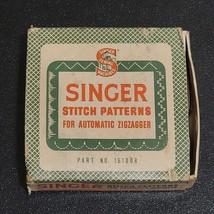 SINGER
STITCH PATTERNS
FOR AUTOMATIC ZIGZAGGER
PART NO. 161008
SINGER